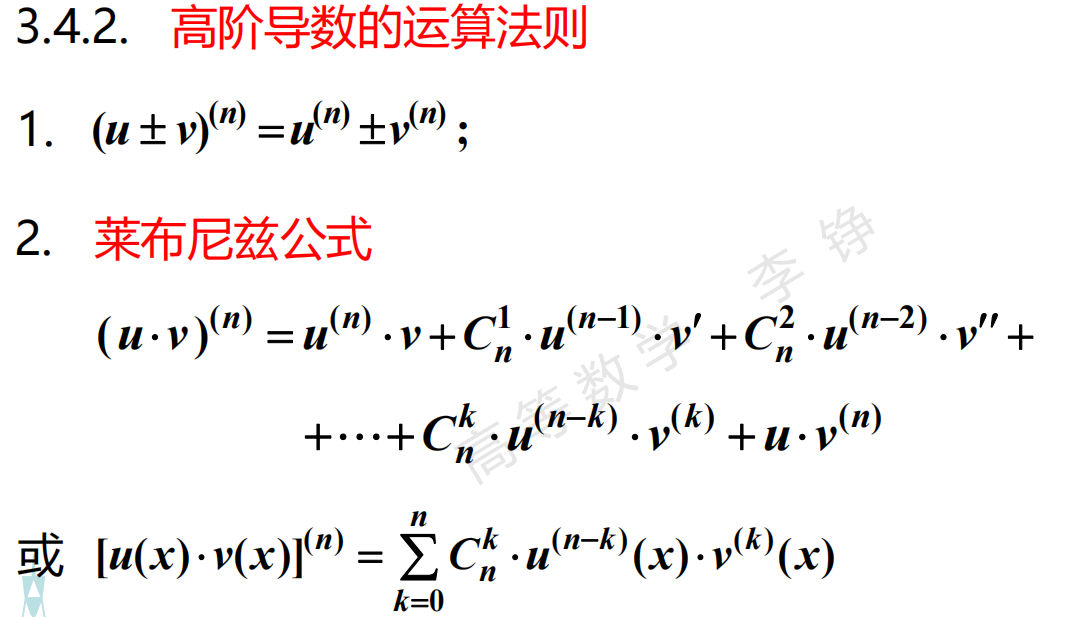 3.4.2. 高阶导数的运算法则
1. (u ± v)⁽ⁿ⁾ = u⁽ⁿ⁾ ± v⁽ⁿ⁾ ;
2. 莱布尼兹公式
(u·v)^(n) = u^(n)·v + C_n^1·u^(n−1)·v′ + C_n^2·u^(n−2)·v″ +
+⋯+ C_n^k·u^(n−k)·v^(k) + u·v^(n)
或 [u(x)·v(x)]^(n) = ∑_{k=0}^{n} C_n^k·u^(n−k)(x)·v^(k)(x)
高等数学 李铮